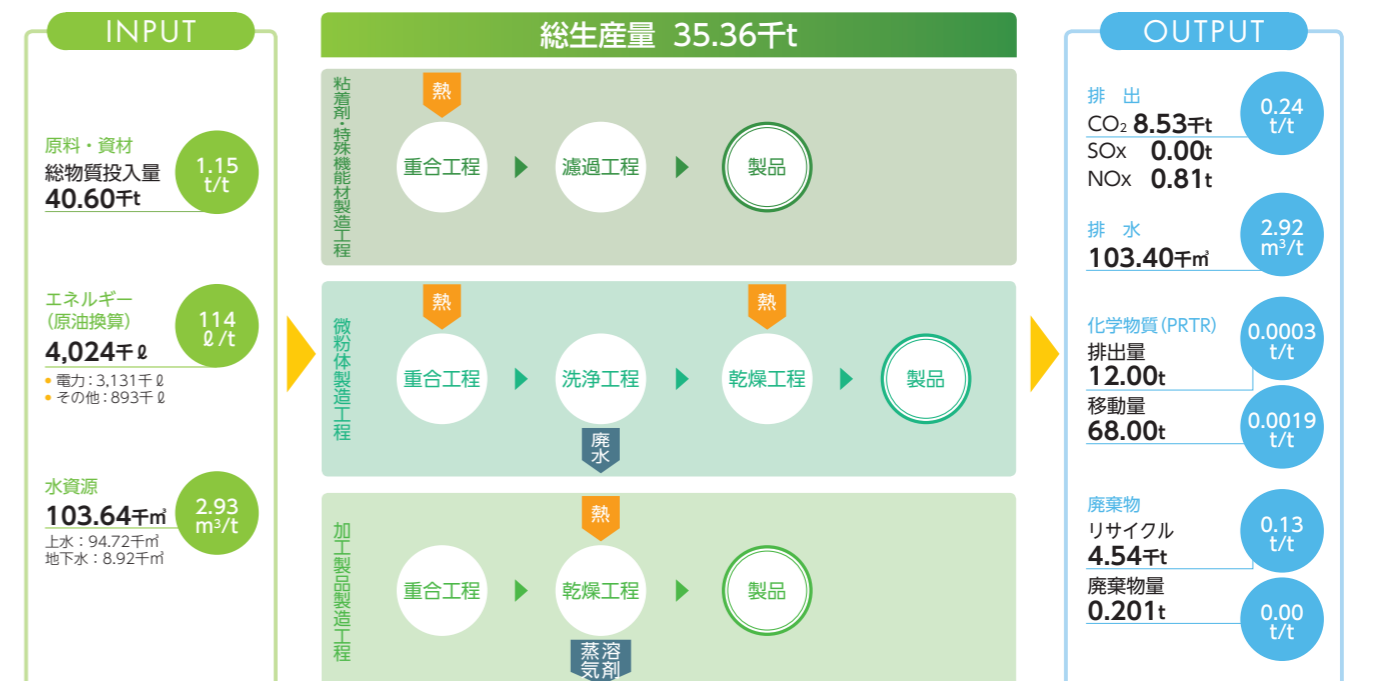 INPUT
原料・資材
総物質投入量
40.60千t
1.15
t/t
エネルギー
(原油換算)
4,024千ℓ
114
ℓ/t
• 電力：3,131千ℓ
• その他：893千ℓ
水資源
103.64千㎥
2.93
m³/t
上水：94.72千㎥
地下水：8.92千㎥
総生産量 35.36千t
粘着剤・特殊機能材製造工程
熱
重合工程
濾過工程
製品
微粉体製造工程
熱
熱
重合工程
洗浄工程
乾燥工程
製品
廃水
加工製品製造工程
熱
重合工程
乾燥工程
製品
溶剤
蒸気
OUTPUT
排 出
CO₂ 8.53千t
SOx 0.00t
NOx 0.81t
0.24
t/t
排 水
103.40千㎥
2.92
m³/t
化学物質(PRTR)
排出量
12.00t
0.0003
t/t
移動量
68.00t
0.0019
t/t
廃棄物
リサイクル
4.54千t
0.13
t/t
廃棄物量
0.201t
0.00
t/t